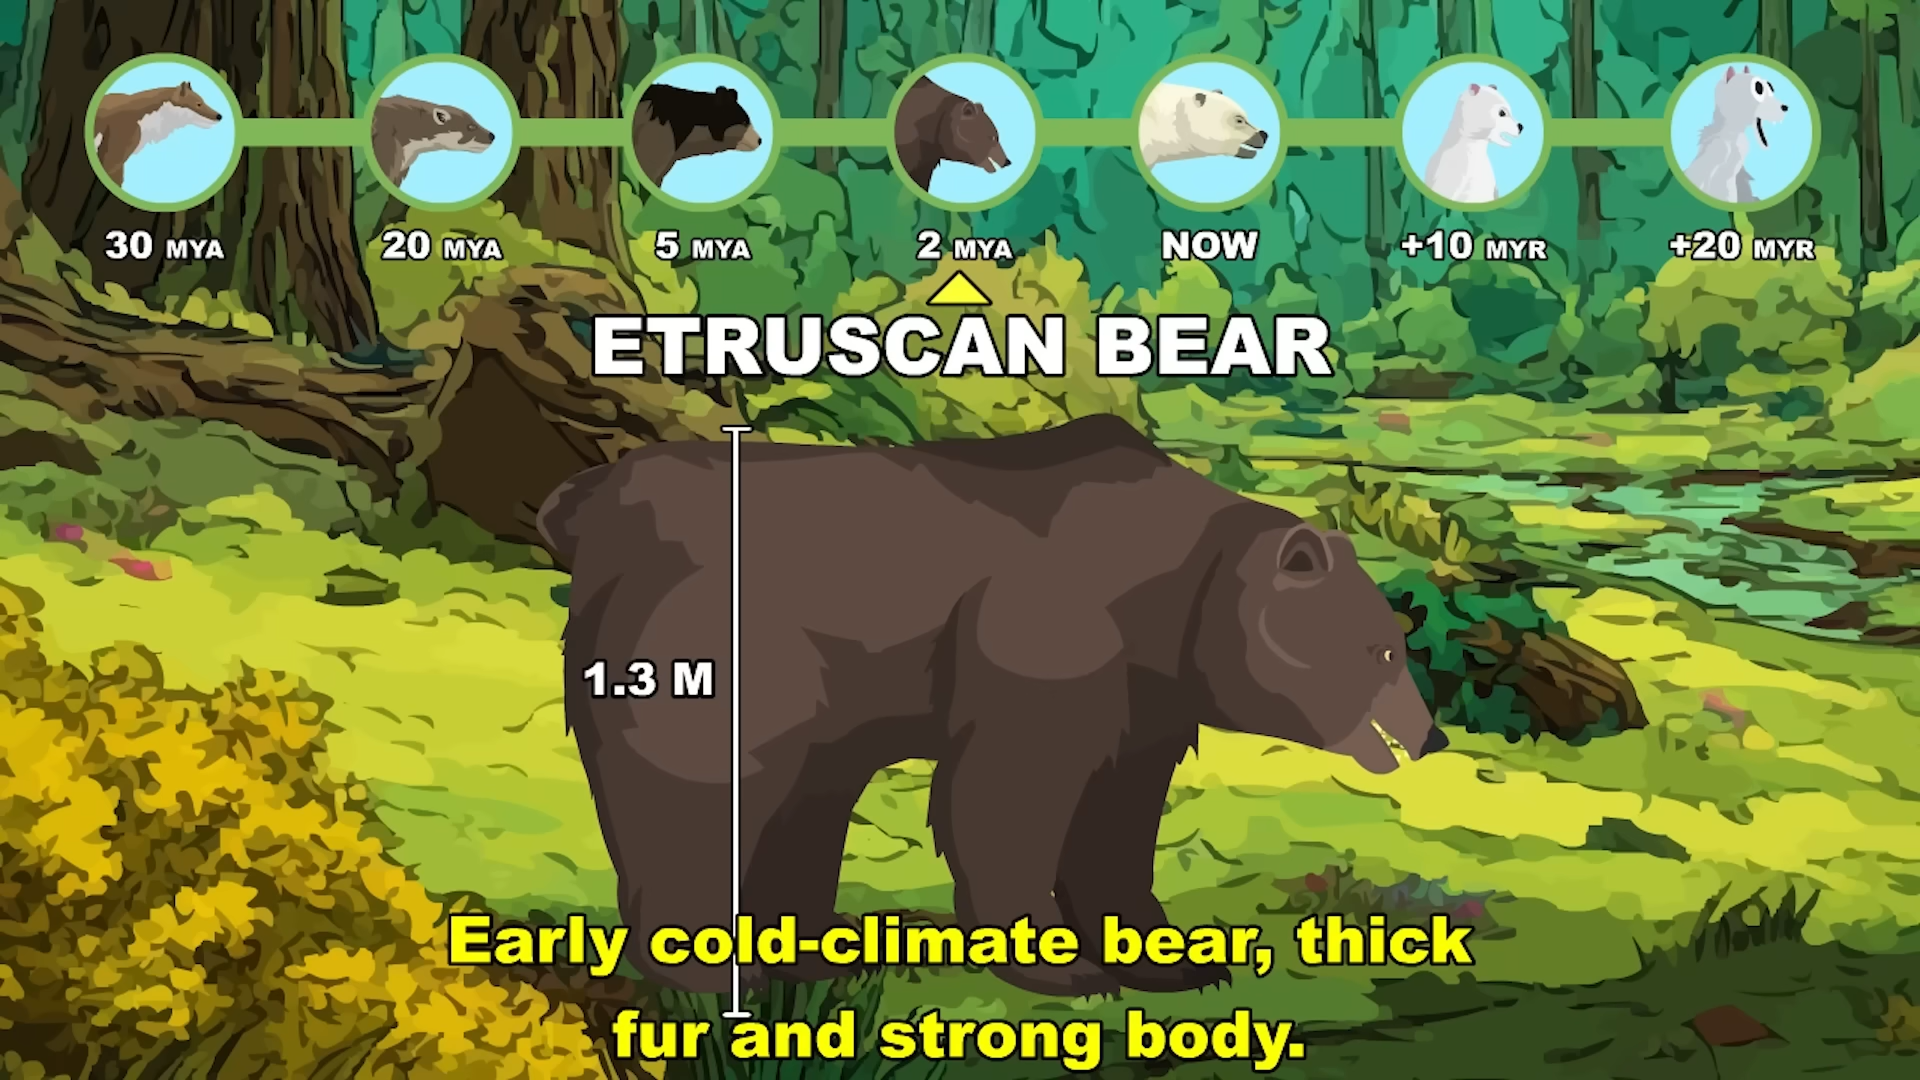 30 MYA
20 MYA
5 MYA
2 MYA
NOW
+10 MYR
+20 MYR
ETRUSCAN BEAR
1.3 M
Early cold-climate bear, thick
fur and strong body.